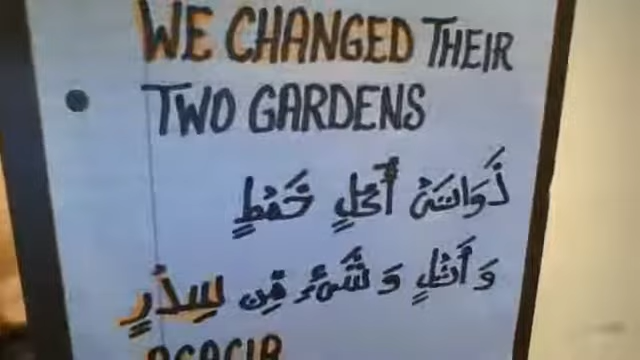 WE CHANGED THEIR
TWO GARDENS
ذَوَاتَىْ أُكُلٍ خَمْطٍ
وَ أَثْلٍ وَ شَىْءٍ مِّن سِدْرٍ